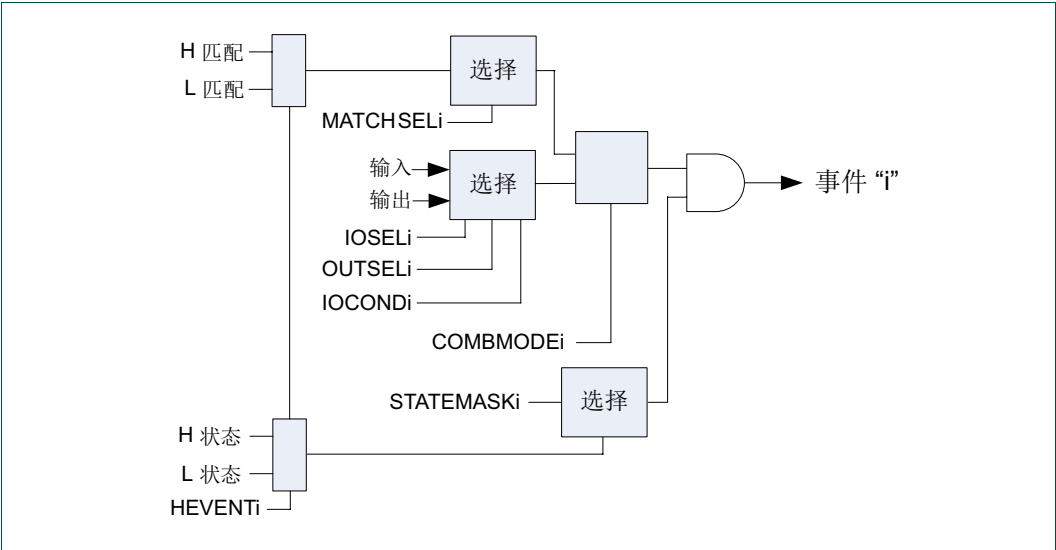 H 匹配
L 匹配
选择
MATCHSELi
输入
输出
选择
IOSELi
OUTSELi
IOCONDi
事件 “i”
COMBMODEi
STATEMASKi
选择
H 状态
L 状态
HEVENTi